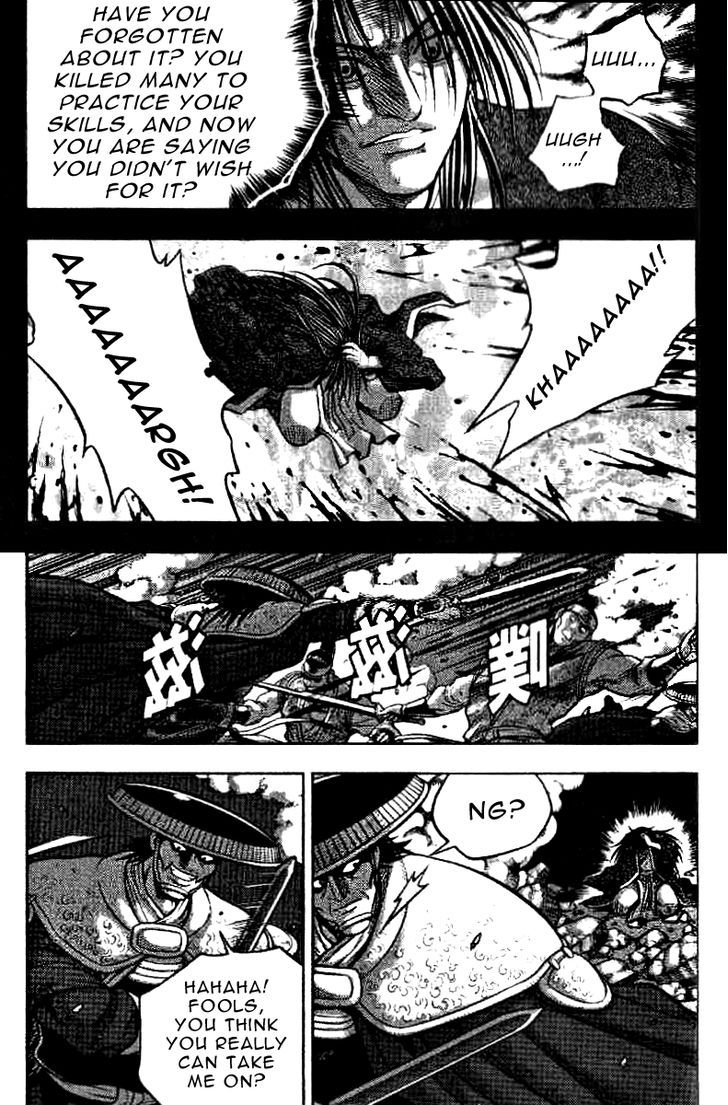 HAVE YOU
FORGOTTEN
ABOUT IT? YOU
KILLED MANY TO
PRACTICE YOUR
SKILLS, AND NOW
YOU ARE SAYING
YOU DIDN'T WISH
FOR IT?
UUU...
UUGH
...!
AAAAAAARGH!
KHAAAAAAAA!!
NG?
HAHAHA!
FOOLS,
YOU THINK
YOU REALLY
CAN TAKE
ME ON?